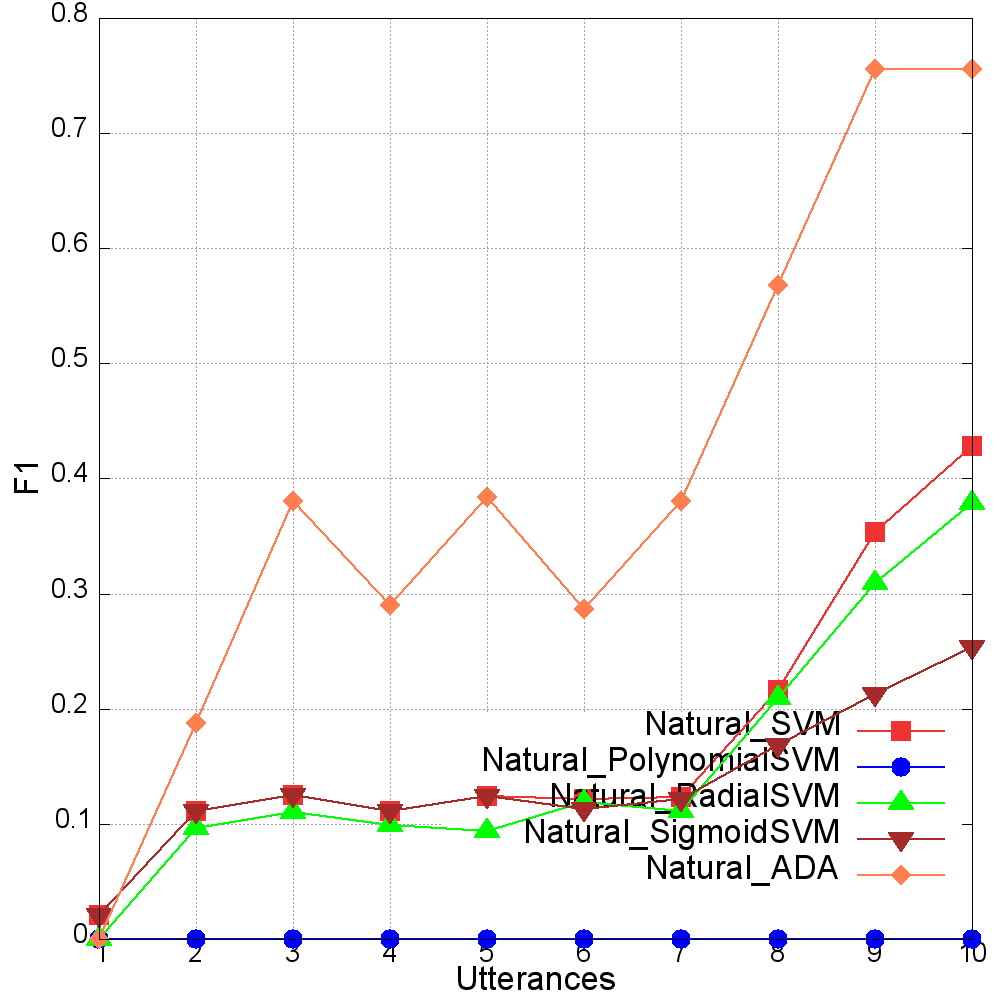 0.8
0.7
0.6
0.5
0.4
0.3
0.2
0.1
0
F1
Natural_SVM
Natural_PolynomialSVM
Natural_RadialSVM
Natural_SigmoidSVM
Natural_ADA
1 2 3 4 5 6 7 8 9 10
Utterances